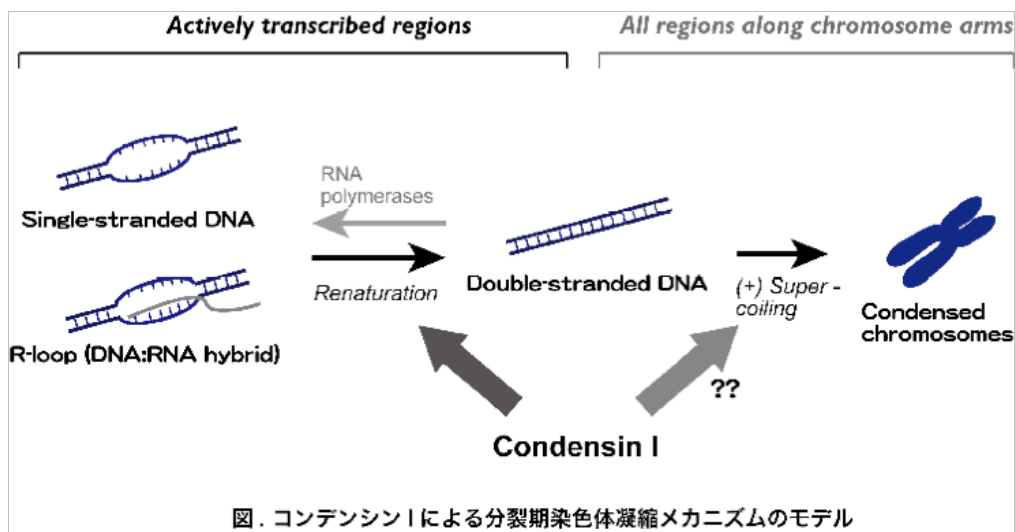 Actively transcribed regions
All regions along chromosome arms
RNA
polymerases
Single-stranded DNA
Renafuration
Double-stranded DNA
(+) Super -
coiling
Condensed
chromosomes
R-loop (DNA:RNA hybrid)
??
Condensin I
図 . コンデンシン I による分裂期染色体凝縮メカニズムのモデル